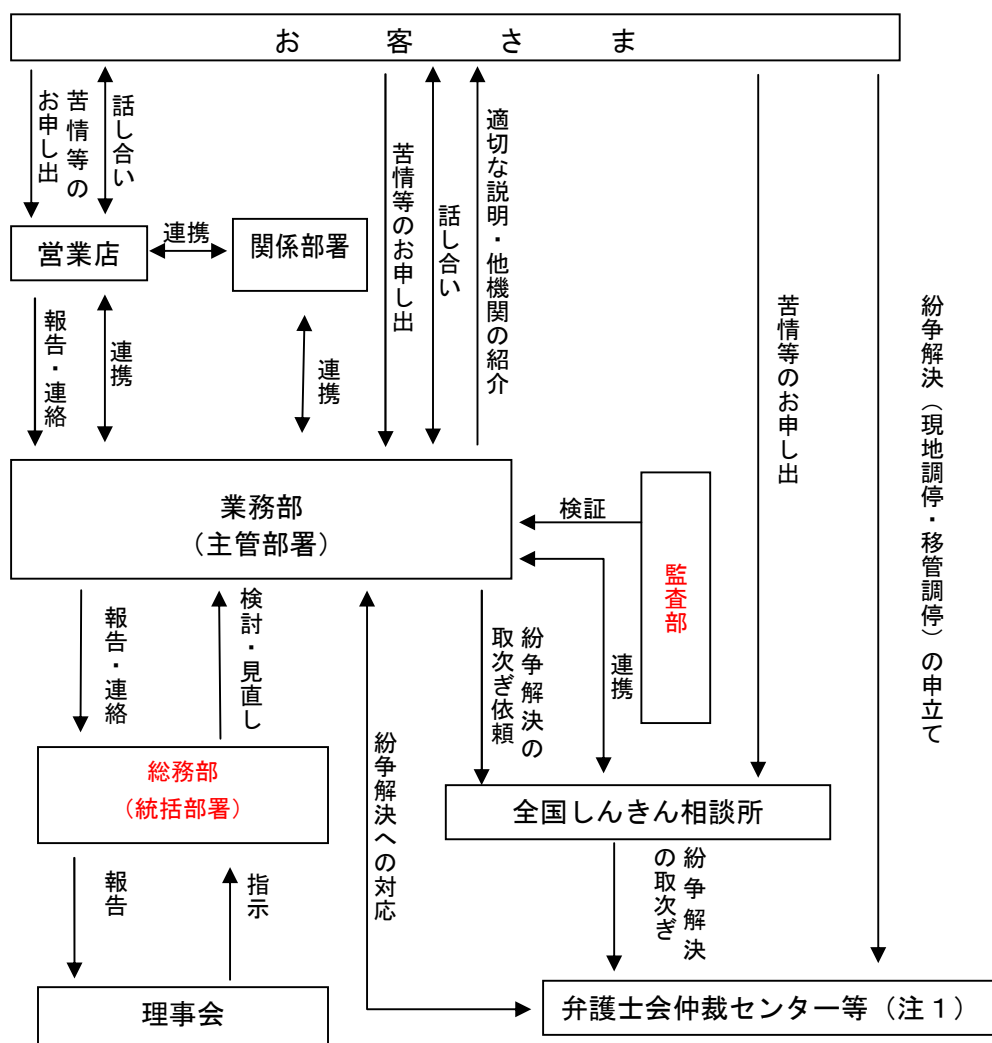 お客さま
苦情等の
お申し出
話し合い
苦情等のお申し出
話し合い
適切な説明・他機関の紹介
苦情等のお申し出
紛争解決（現地調停・移管調停）の申立て
営業店
連携
関係部署
報告・連絡
連携
連携
業務部
（主管部署）
検証
監査部
連携
報告・連絡
検討・見直し
紛争解決への対応
紛争解決の
取次ぎ依頼
総務部
（統括部署）
全国しんきん相談所
報告
指示
紛争解決
の取次ぎ
理事会
弁護士会仲裁センター等（注１）